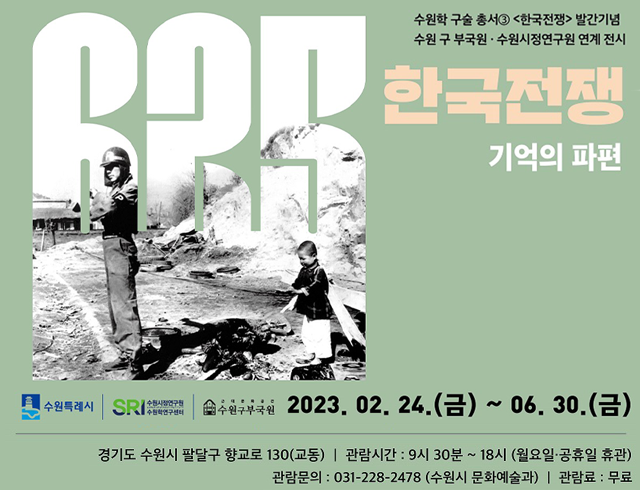 수원학 구술 총서③ <한국전쟁> 발간기념
수원 구 부국원 · 수원시정연구원 연계 전시
625
한국전쟁
기억의 파편
수원특례시
SRI 수원시정연구원
수원학연구센터
근대문화공간
수원구부국원
2023. 02. 24.(금) ~ 06. 30.(금)
경기도 수원시 팔달구 향교로 130(교동) | 관람시간 : 9시 30분 ~ 18시 (월요일·공휴일 휴관)
관람문의 : 031-228-2478 (수원시 문화예술과) | 관람료 : 무료